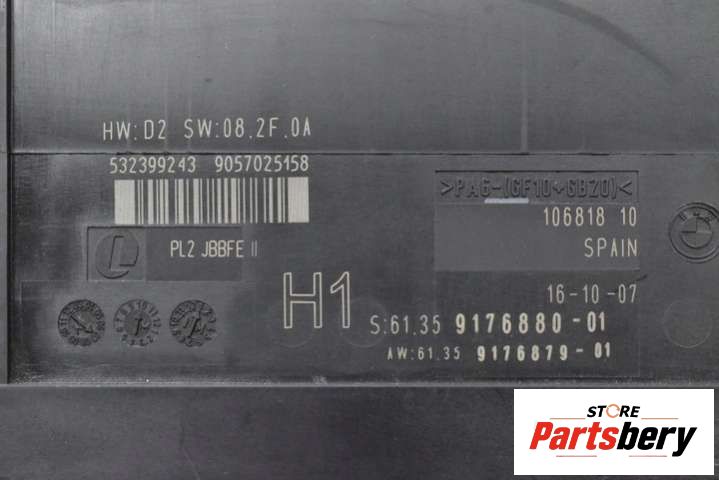 HW:D2 SW:08.2F.0A
532399243 9057025158
PL2 JBBFE II
H1
>PA6-(GF10+GB20)<
106818 10
SPAIN
16-10-07
S:61.35 9176880-01
AW:61.35 9176879-01
STORE
Partsbery